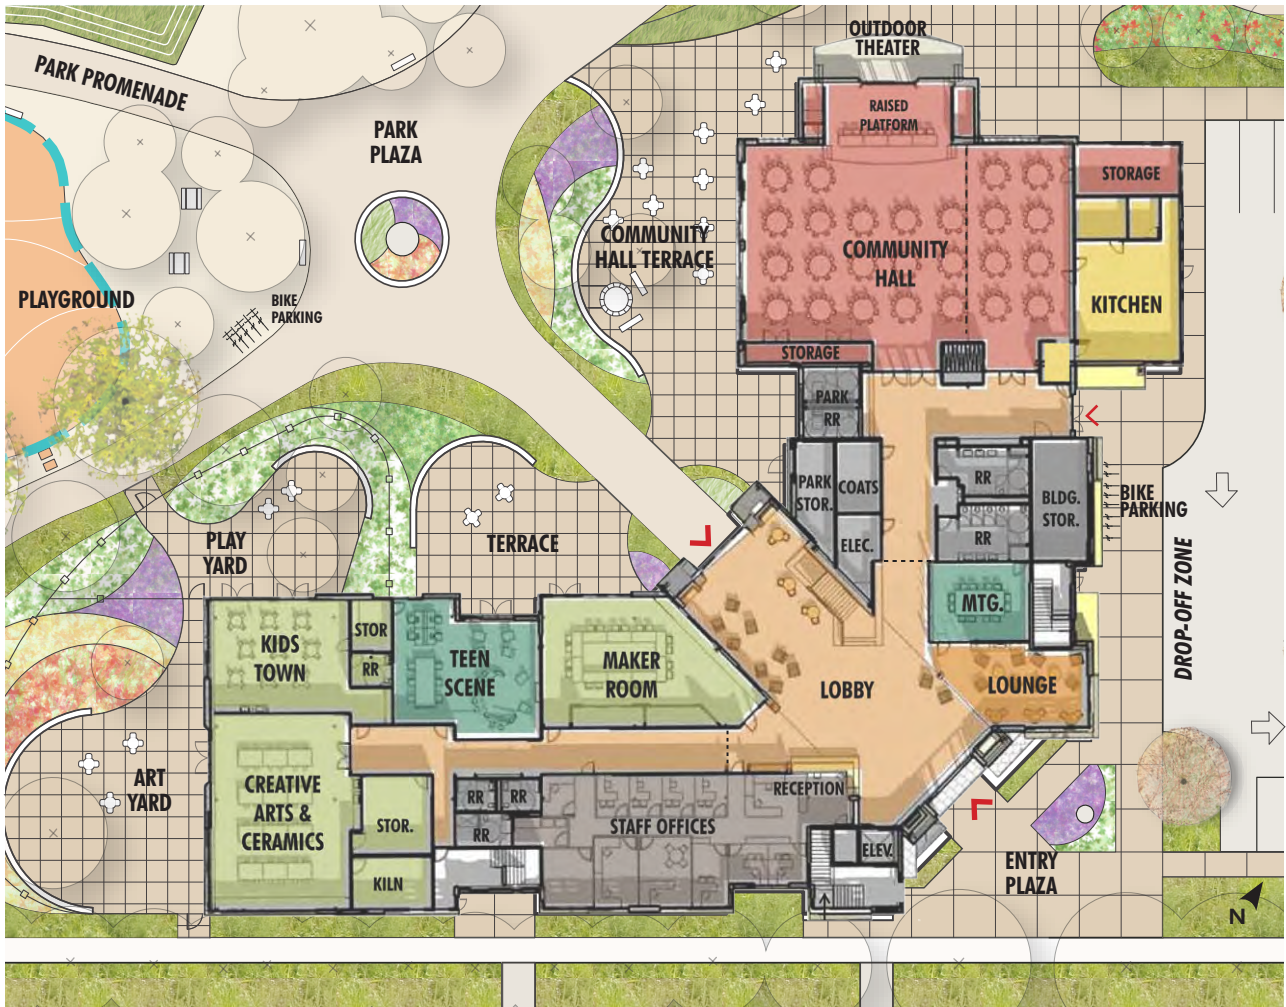 OUTDOOR
THEATER
PARK PROMENADE
RAISED
PLATFORM
PARK
PLAZA
STORAGE
COMMUNITY
HALL TERRACE
COMMUNITY
HALL
PLAYGROUND
BIKE
PARKING
KITCHEN
STORAGE
PARK
RR
PARK
STOR.
COATS
RR
BLDG.
STOR.
BIKE
PARKING
ELEC.
RR
PLAY
YARD
TERRACE
MTG.
DROP-OFF ZONE
KIDS
TOWN
STOR
RR
TEEN
SCENE
MAKER
ROOM
LOBBY
LOUNGE
ART
YARD
CREATIVE
ARTS &
CERAMICS
STOR.
KILN
RR
RR
RR
STAFF OFFICES
RECEPTION
ELEV.
ENTRY
PLAZA
N